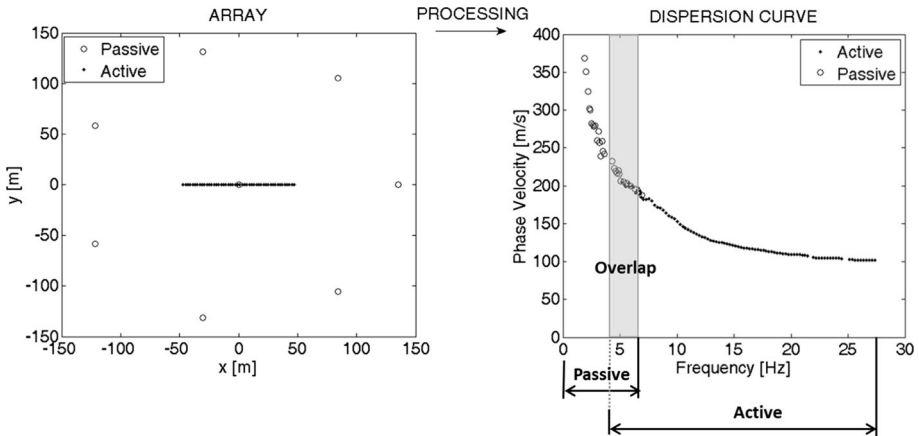 ARRAY
PROCESSING
DISPERSION CURVE
Passive
Active
y [m]
150
100
50
0
-50
-100
-150
-150 -100 -50 0 50 100 150
x [m]
Active
Passive
Phase Velocity [m/s]
400
350
300
250
200
150
100
50
0
Overlap
0 5 10 15 20 25 30
Frequency [Hz]
Passive
Active